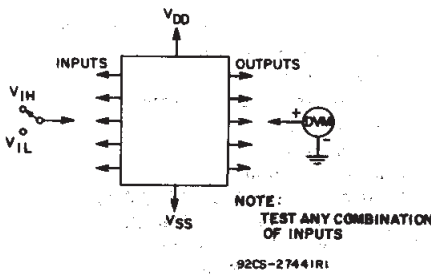 VDD
INPUTS
OUTPUTS
VIH
VIL
+
DVM
-
VSS
NOTE:
TEST ANY COMBINATION
OF INPUTS
92CS-27441R1